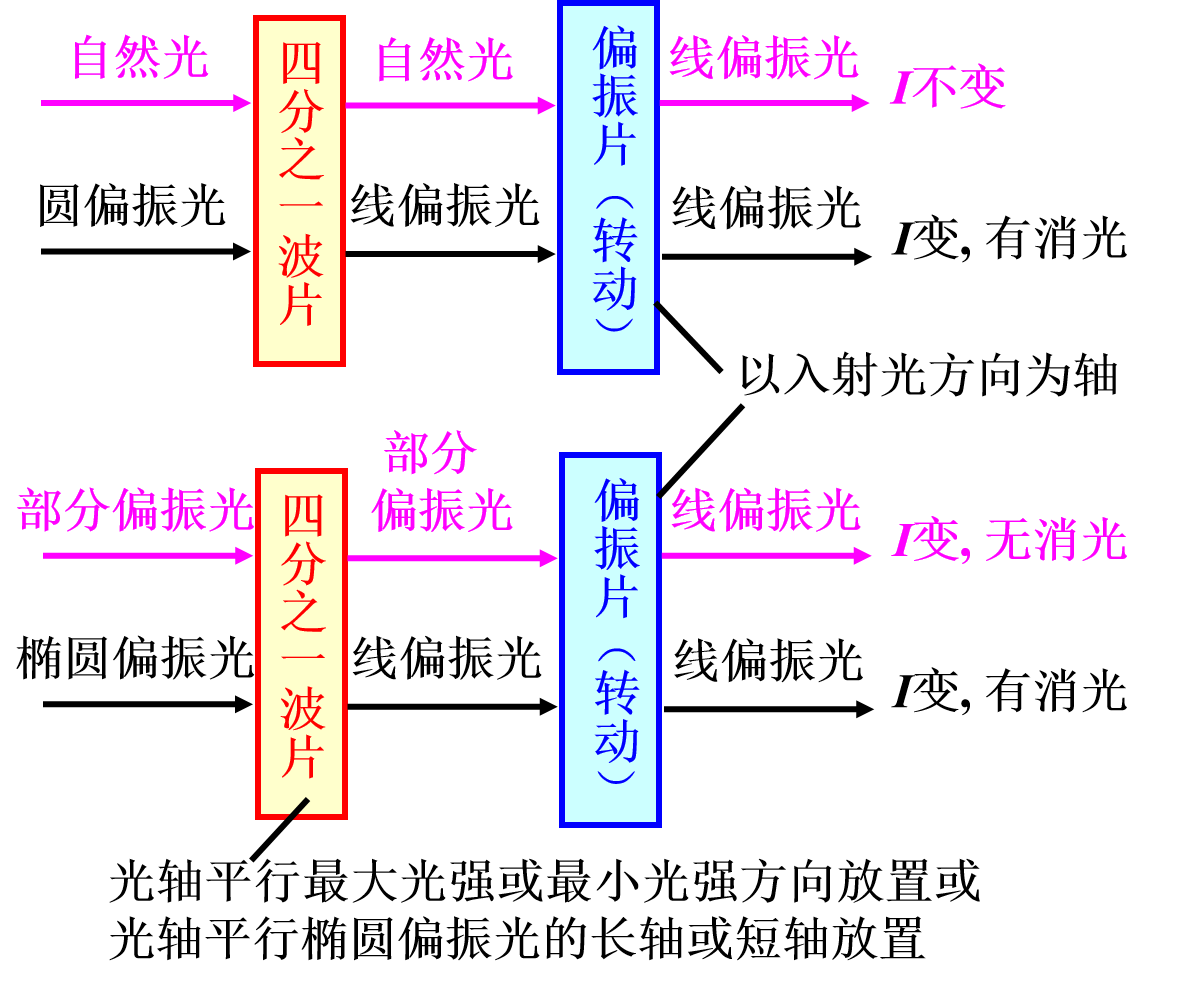 自然光
四分之一波片
自然光
偏振片（转动）
线偏振光
I不变
圆偏振光
线偏振光
线偏振光
I变, 有消光
以入射光方向为轴
部分偏振光
四分之一波片
部分
偏振光
偏振片（转动）
线偏振光
I变, 无消光
椭圆偏振光
线偏振光
线偏振光
I变, 有消光
光轴平行最大光强或最小光强方向放置或
光轴平行椭圆偏振光的长轴或短轴放置